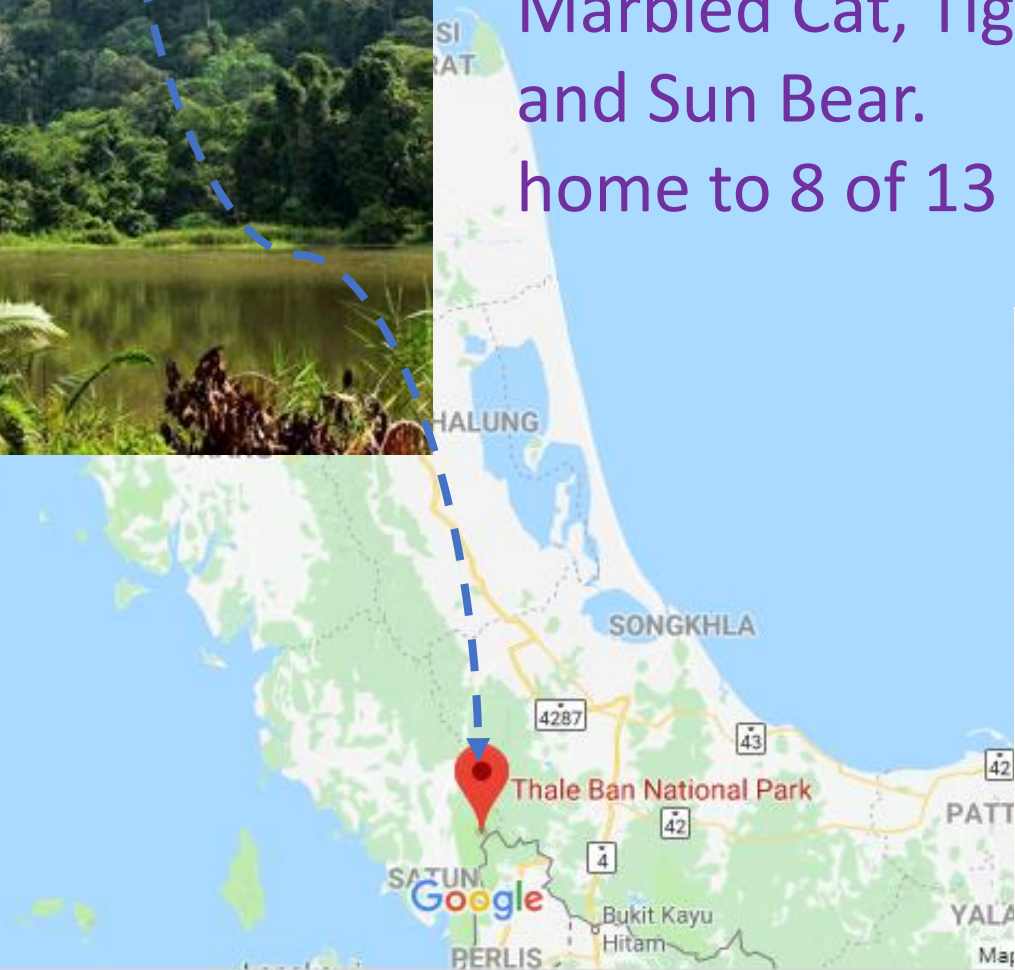 Marbled Cat, Tig
and Sun Bear.
home to 8 of 13
SI
RAT
HALUNG
SONGKHLA
4287
43
42
Thale Ban National Park
42
PATT
4
SATUN
Google
Bukit Kayu
Hitam
YALA
PERLIS
Map